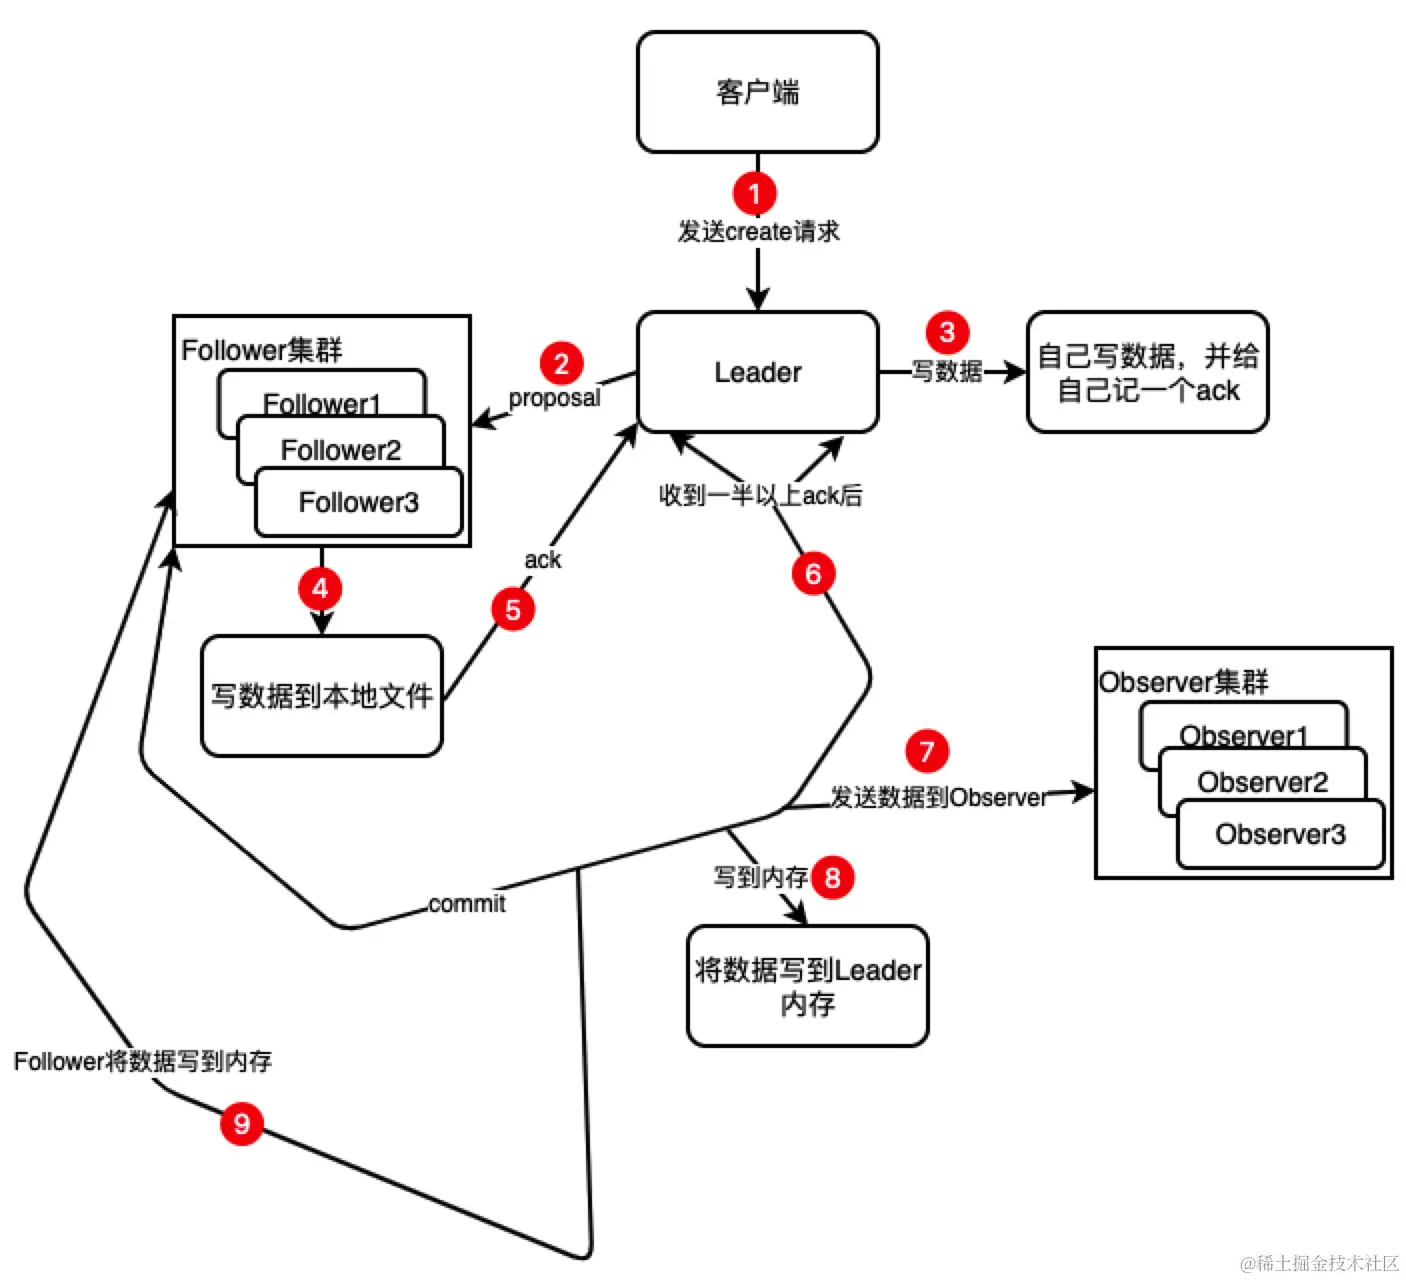 客户端
1
发送create请求
Leader
3
写数据
自己写数据，并给
自己记一个ack
2
proposal
Follower集群
Follower1
Follower2
Follower3
收到一半以上ack后
ack
4
5
6
写数据到本地文件
Observer集群
Observer1
Observer2
Observer3
7
发送数据到Observer
写到内存
8
commit
将数据写到Leader
内存
Follower将数据写到内存
9
@稀土掘金技术社区